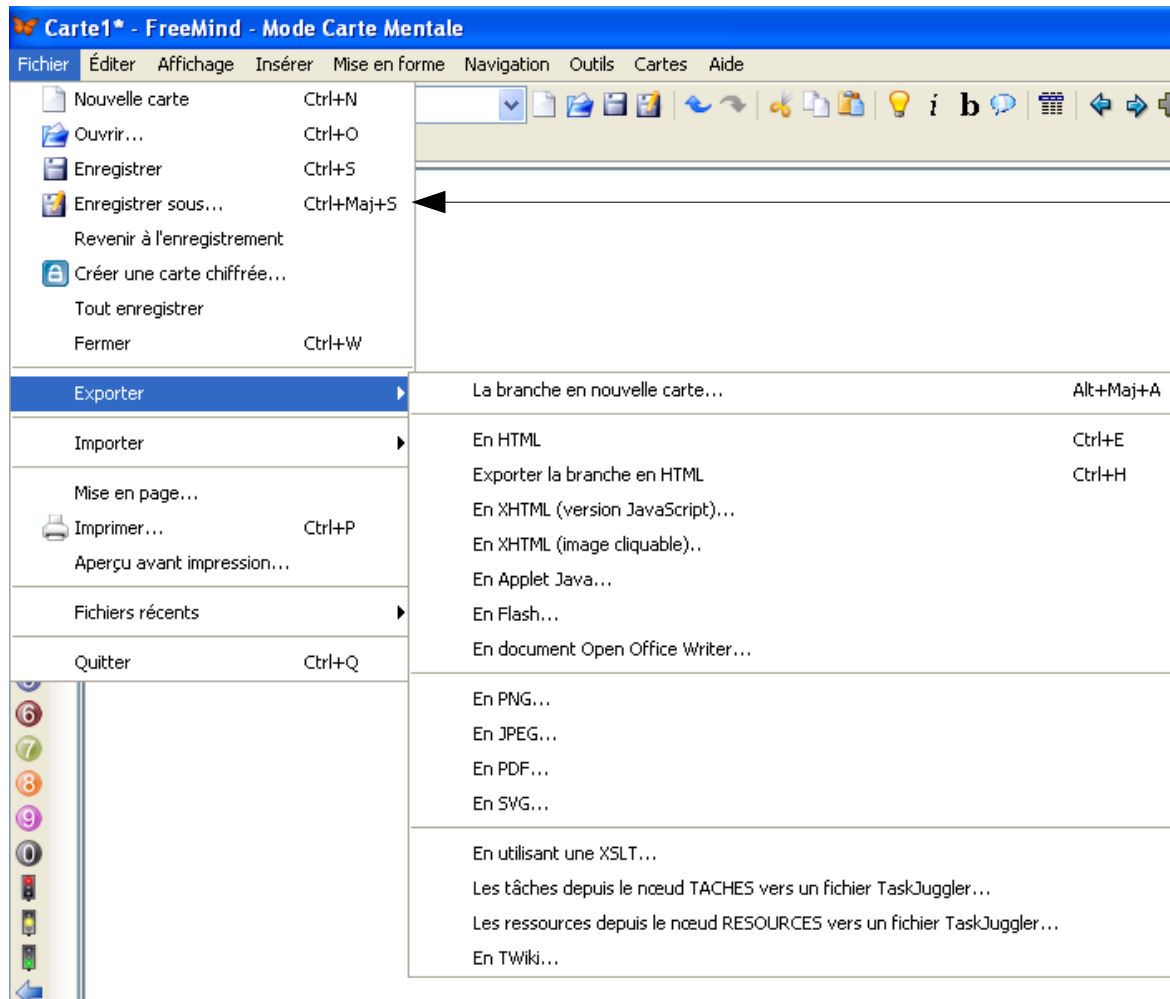 Carte1* - FreeMind - Mode Carte Mentale
Fichier Éditer Affichage Insérer Mise en forme Navigation Outils Cartes Aide
Nouvelle carte Ctrl+N
Ouvrir... Ctrl+O
Enregistrer Ctrl+S
Enregistrer sous... Ctrl+Maj+S
Revenir à l'enregistrement
Créer une carte chiffrée...
Tout enregistrer
Fermer Ctrl+W
Exporter
Importer
Mise en page...
Imprimer... Ctrl+P
Aperçu avant impression...
Fichiers récents
Quitter Ctrl+Q
La branche en nouvelle carte... Alt+Maj+A
En HTML Ctrl+E
Exporter la branche en HTML Ctrl+H
En XHTML (version JavaScript)...
En XHTML (image cliquable)..
En Applet Java...
En Flash...
En document Open Office Writer...
En PNG...
En JPEG...
En PDF...
En SVG...
En utilisant une XSLT...
Les tâches depuis le nœud TACHES vers un fichier TaskJuggler...
Les ressources depuis le nœud RESOURCES vers un fichier TaskJuggler...
En TWiki...
i b
6
7
8
9
0